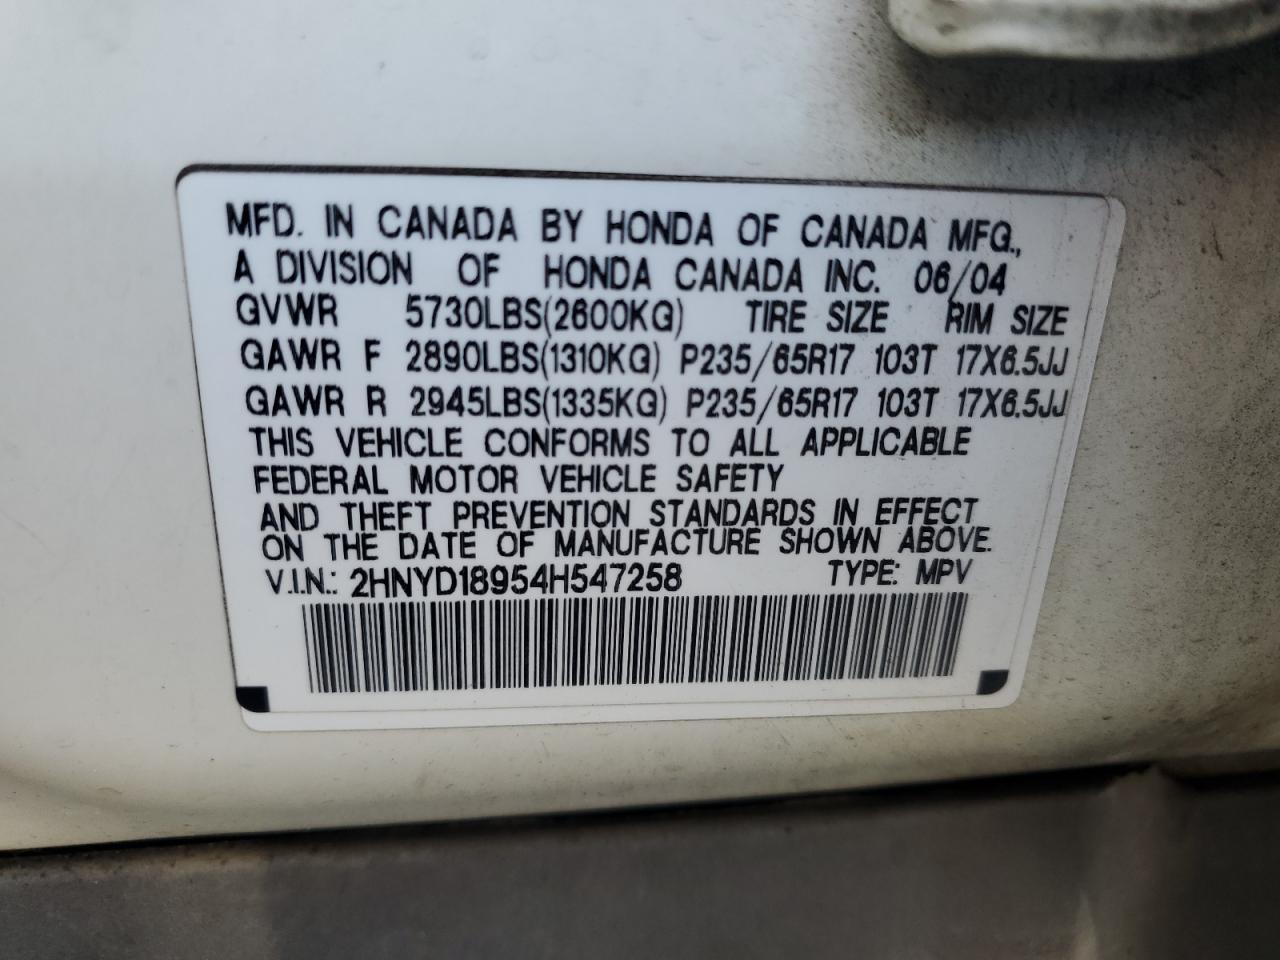 MFD. IN CANADA BY HONDA OF CANADA MFG.,
A DIVISION OF HONDA CANADA INC. 06/04
GVWR 5730LBS(2600KG) TIRE SIZE RIM SIZE
GAWR F 2890LBS(1310KG) P235/65R17 103T 17X6.5JJ
GAWR R 2945LBS(1335KG) P235/65R17 103T 17X6.5JJ
THIS VEHICLE CONFORMS TO ALL APPLICABLE
FEDERAL MOTOR VEHICLE SAFETY
AND THEFT PREVENTION STANDARDS IN EFFECT
ON THE DATE OF MANUFACTURE SHOWN ABOVE.
V.I.N.: 2HNYD18954H547258 TYPE: MPV